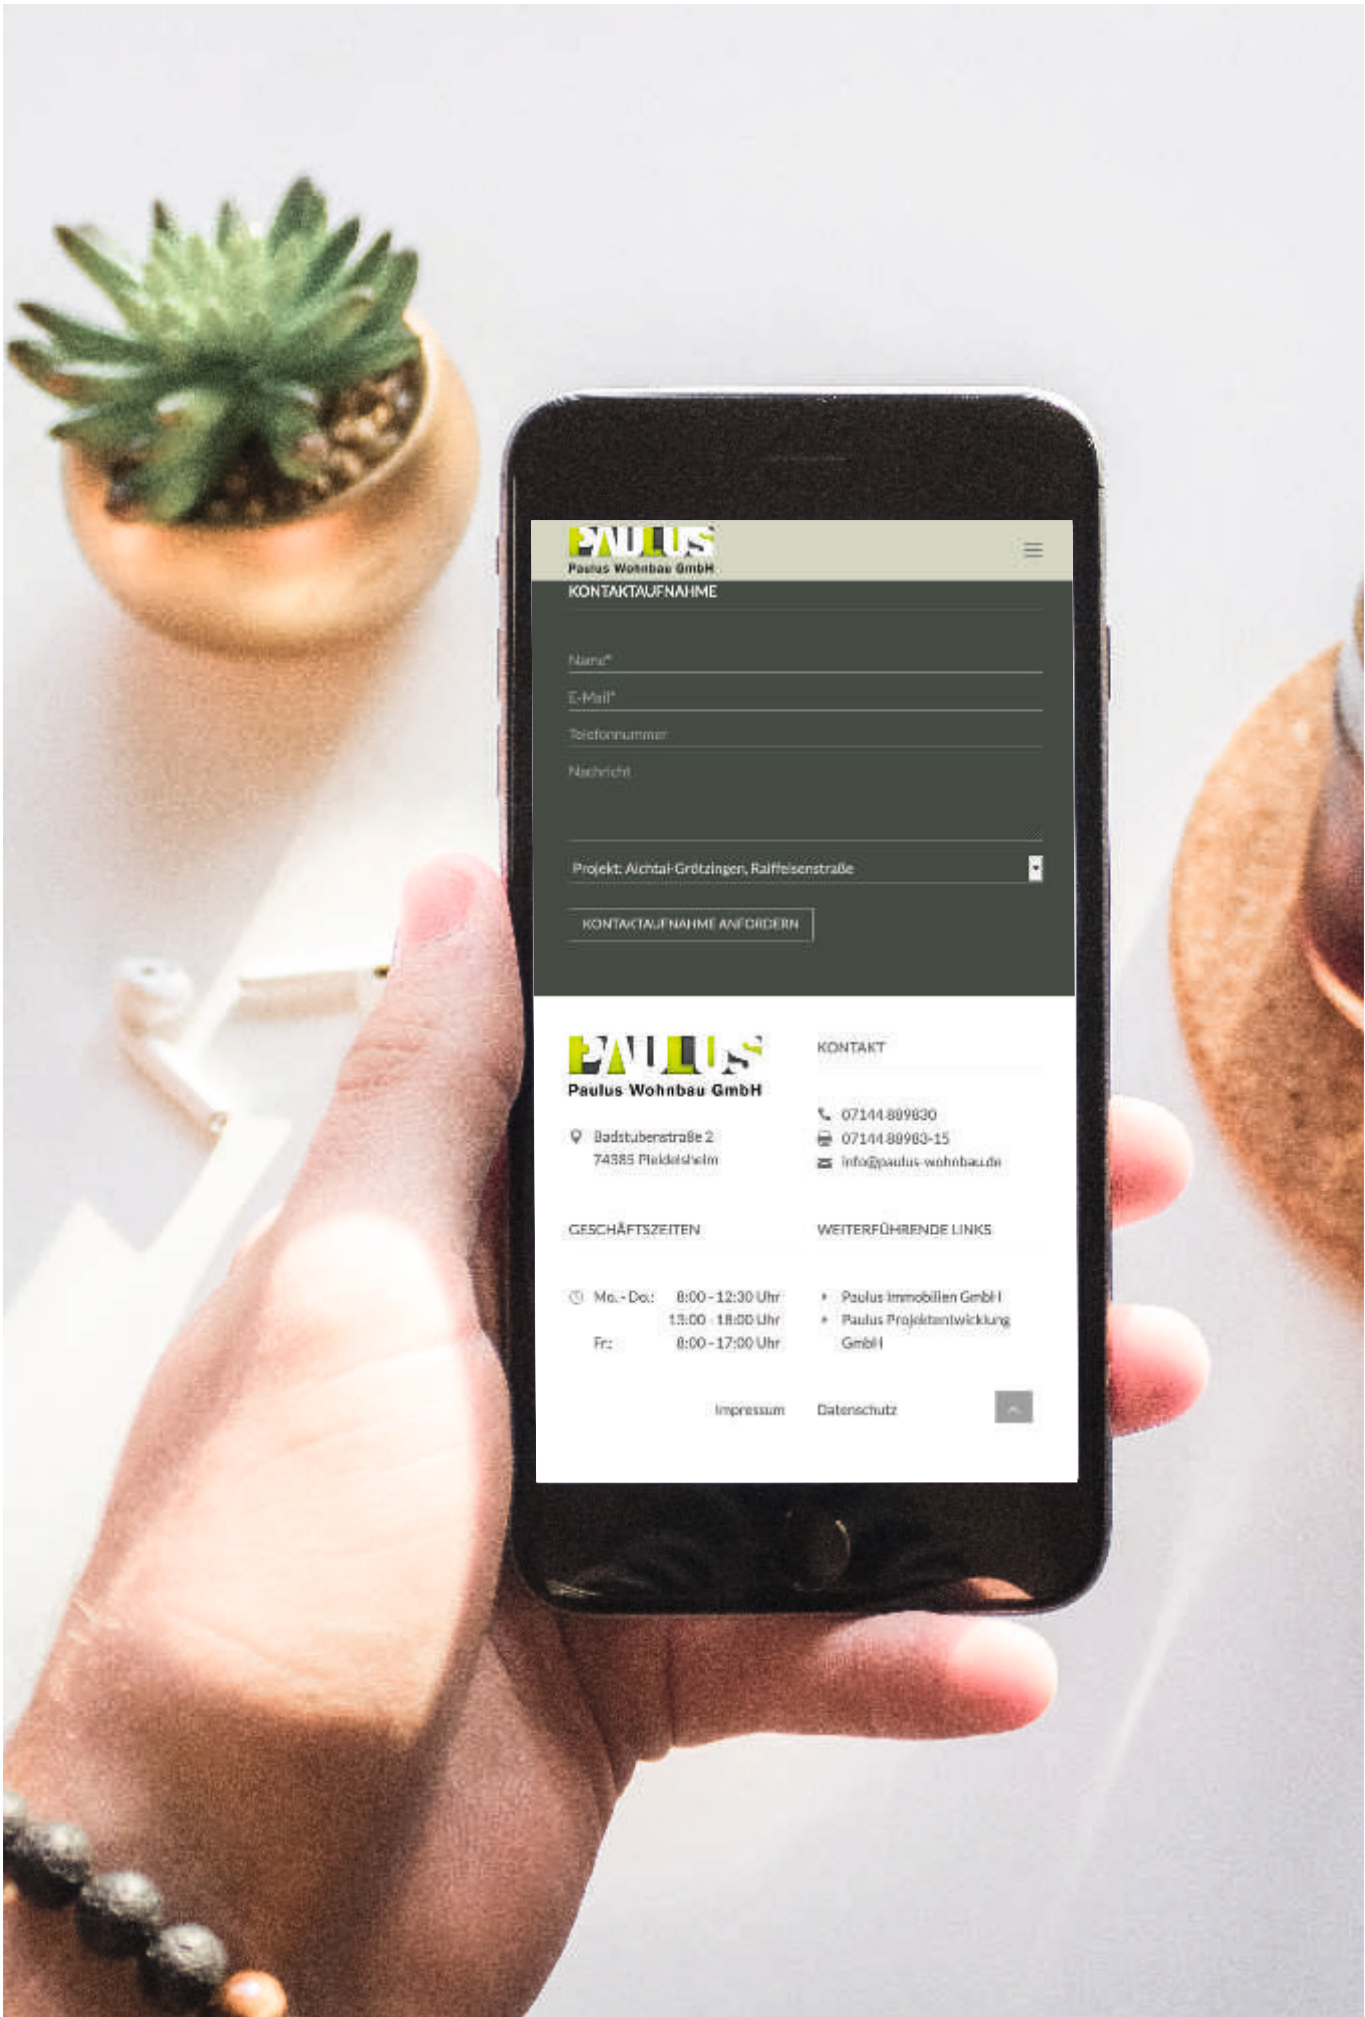 PAULUS
Paulus Wohnbau GmbH
KONTAKTAUFNAHME
Name*
E-Mail*
Telefonnummer
Nachricht
Projekt: Aichtal-Grötzingen, Raiffeisenstraße
KONTAKTAUFNAHME ANFORDERN
PAULUS
Paulus Wohnbau GmbH
Badstubenstraße 2
74385 Pleidelsheim
KONTAKT
07144 889830
07144 88983-15
info@paulus-wohnbau.de
GESCHÄFTSZEITEN
Mo. - Do.: 8:00 - 12:30 Uhr
13:00 - 18:00 Uhr
Fr.: 8:00 - 17:00 Uhr
WEITERFÜHRENDE LINKS
Paulus Immobilien GmbH
Paulus Projektentwicklung
GmbH
Impressum
Datenschutz